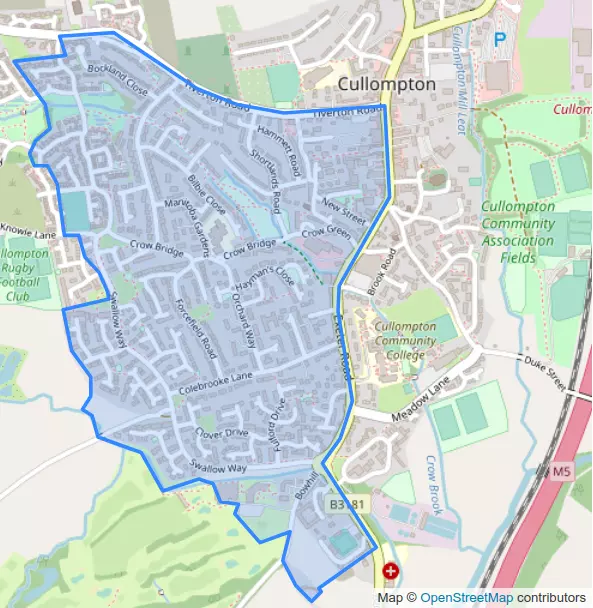 Cullompton
Mill Leat
P
Bockland Close
Tiverton Road
Tiverton Road
Cullompton
Hammett Road
Shortlands Road
Bilbie Close
Manitoba
Gardens
New Street
Crow Green
Crow Bridge
Crow Bridge
Knowle Lane
Cullompton
Community
Association
Fields
ullompton
Rugby
Football
Club
Hayman's Close
Brook Road
Swallow Way
Forcefield Road
Orchard Way
Exeter Road
Cullompton
Community
College
Duke Street
Colebrooke Lane
Meadow Lane
Fulford Drive
Clover Drive
Swallow Way
Bowhill
Crow Brook
M5
B3181
Map © OpenStreetMap contributors